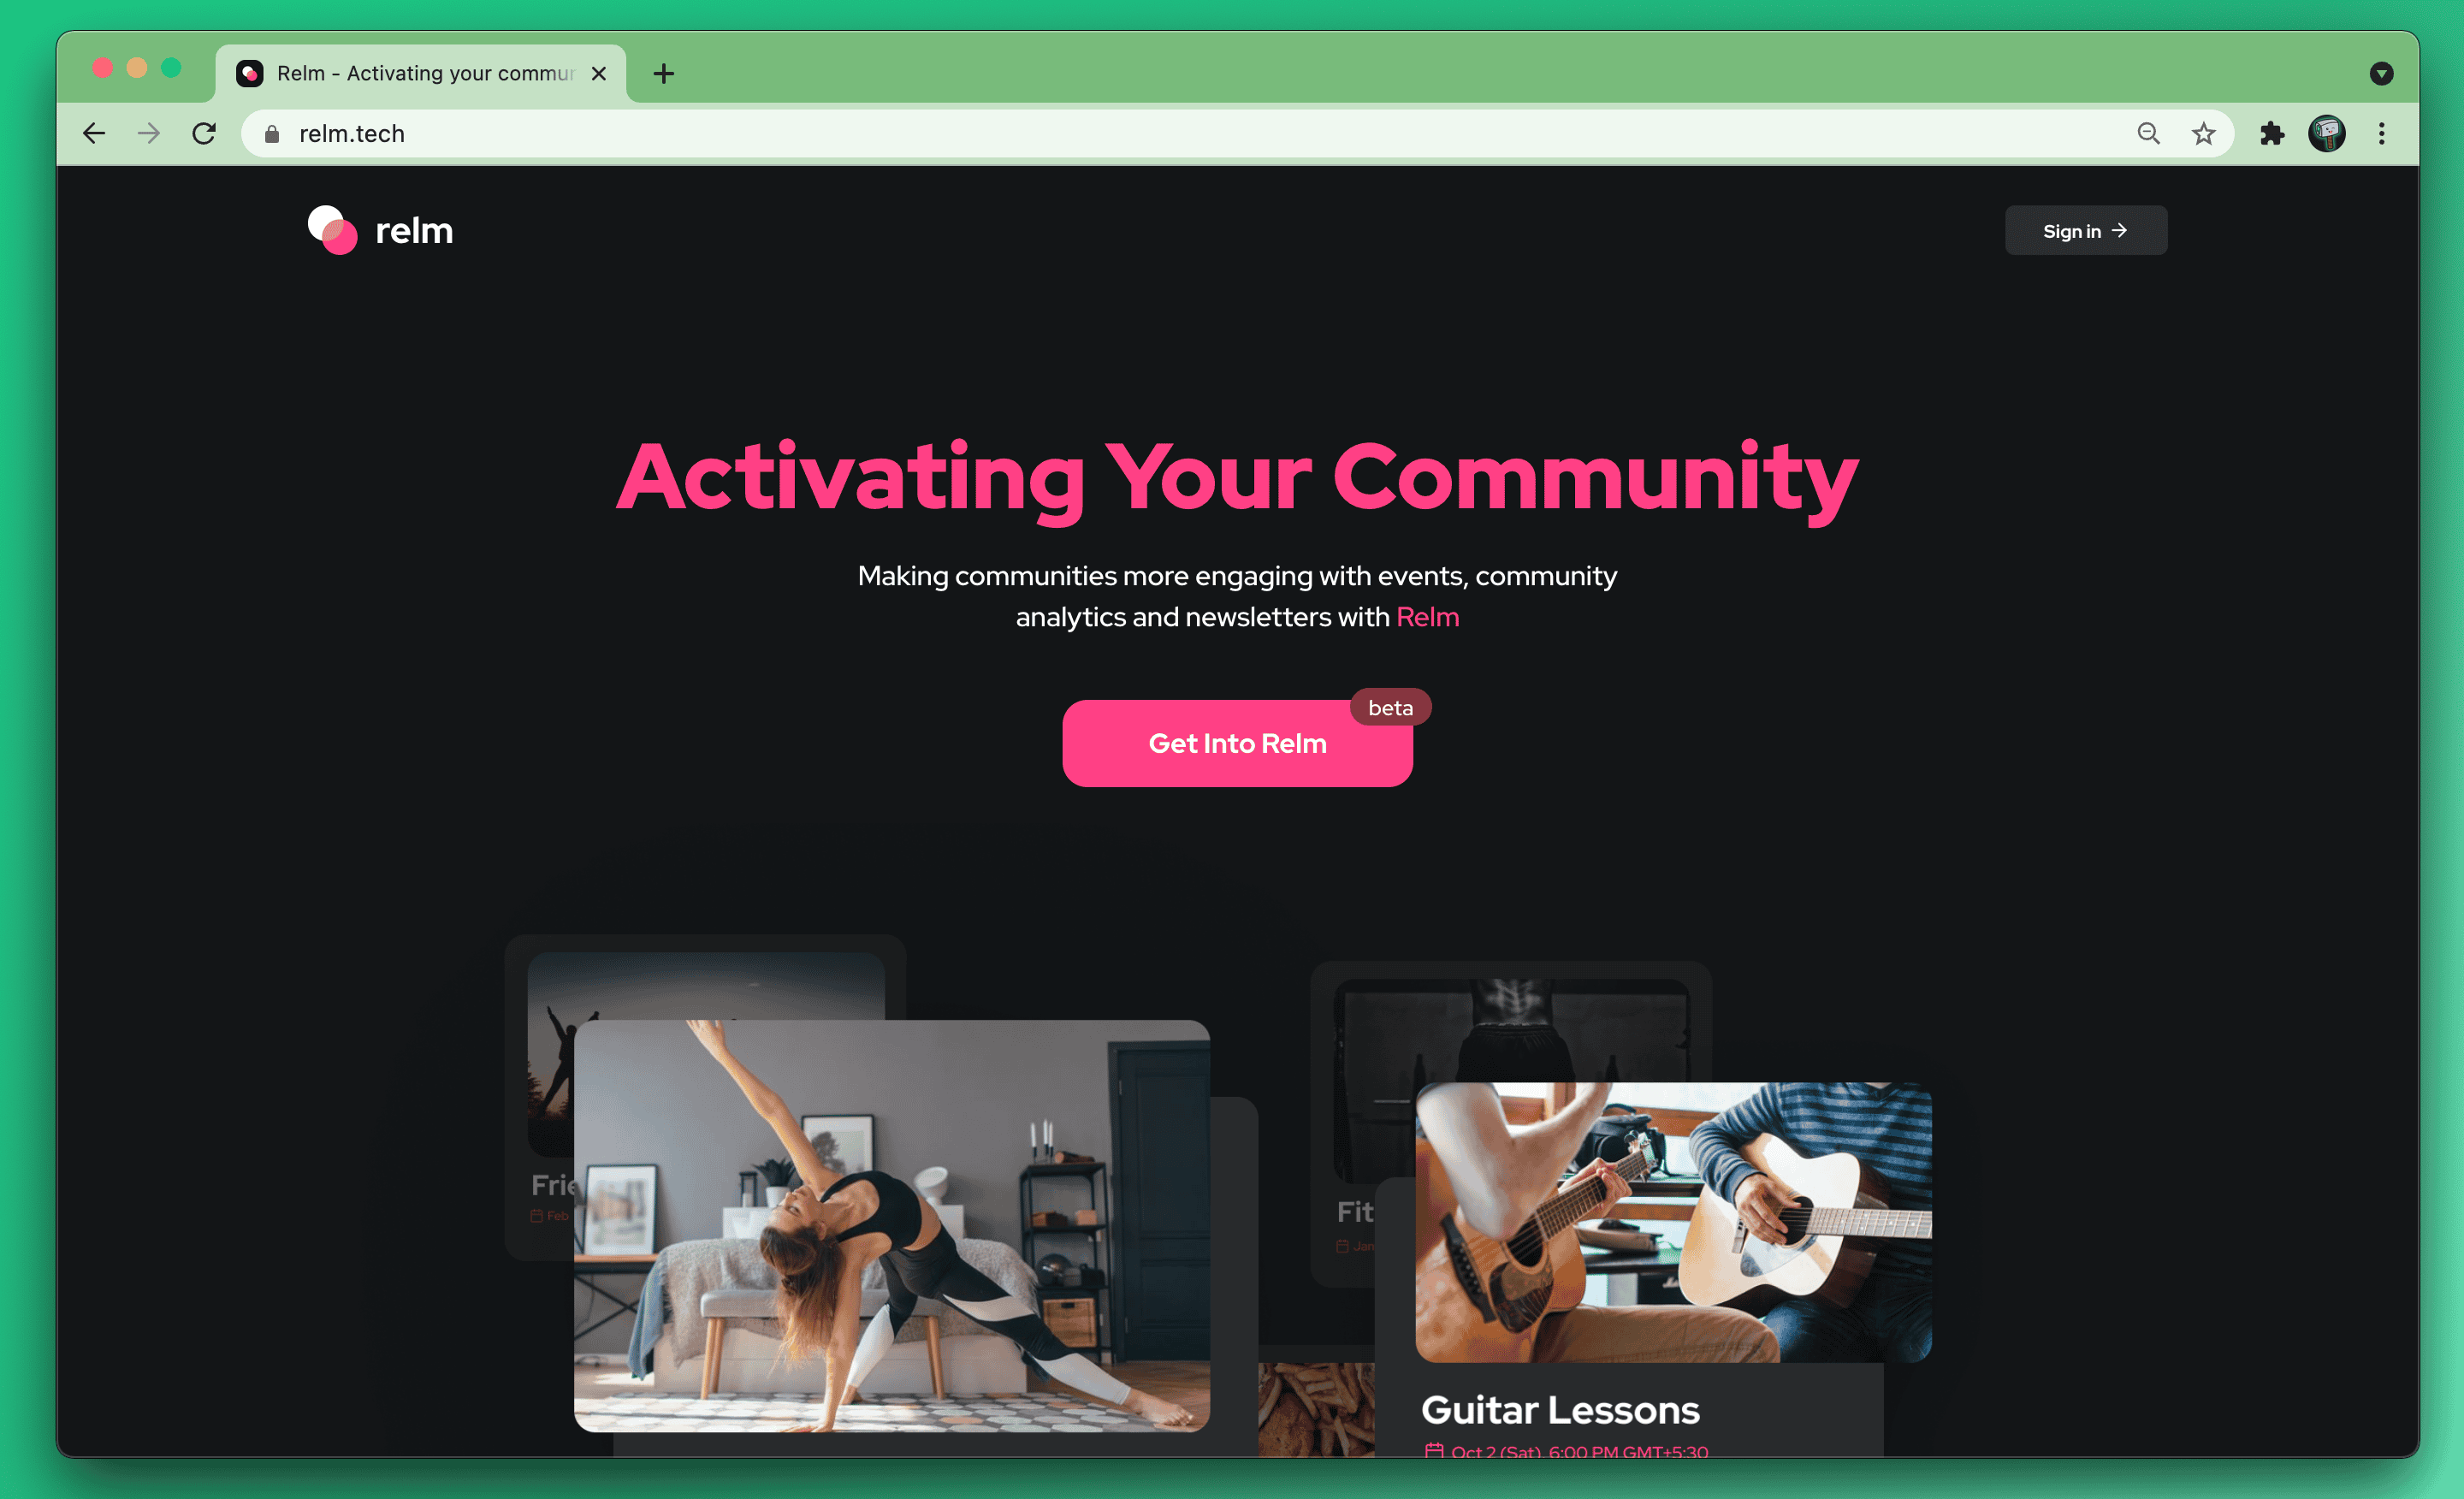 Relm - Activating your commun
relm.tech
relm
Sign in →
Activating Your Community
Making communities more engaging with events, community
analytics and newsletters with Relm
beta
Get Into Relm
Frie
Feb
Fit
Jan
Guitar Lessons
Oct 2 (Sat), 6:00 PM GMT+5:30